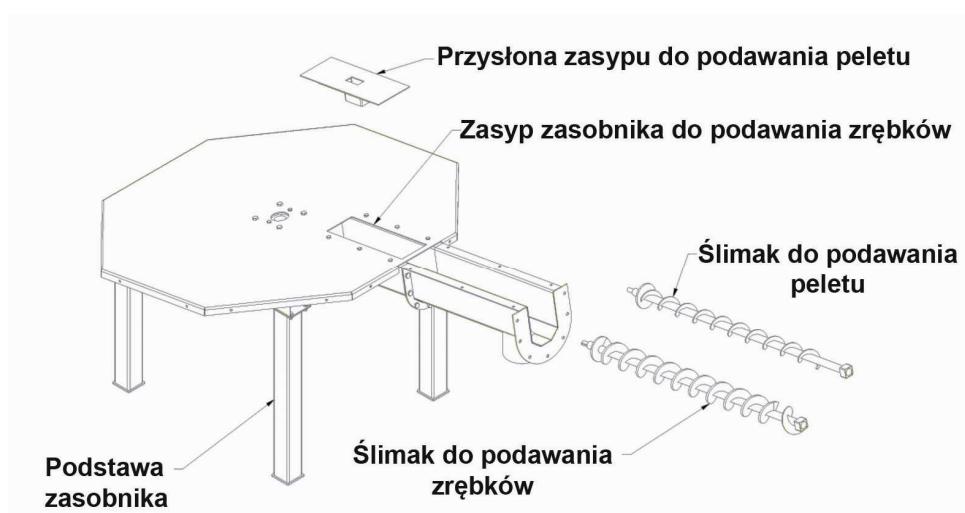 Przysłona zasypu do podawania peletu
Zasyp zasobnika do podawania zrębków
Ślimak do podawania
peletu
Ślimak do podawania
zrębków
Podstawa
zasobnika